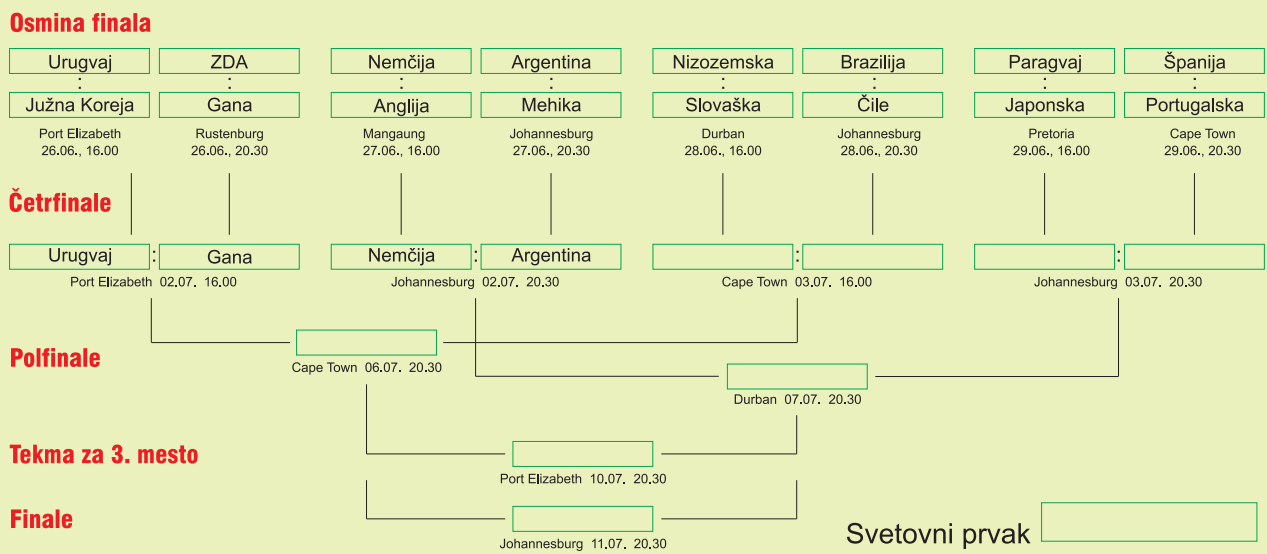 Osmina finala
Urugvaj ZDA Nemčija Argentina Nizozemska Brazilija Paragvaj Španija
: : : : : : : :
Južna Koreja Gana Anglija Mehika Slovaška Čile Japonska Portugalska
Port Elizabeth Rustenburg Mangaung Johannesburg Durban Johannesburg Pretoria Cape Town
26.06., 16.00 26.06., 20.30 27.06., 16.00 27.06., 20.30 28.06., 16.00 28.06., 20.30 29.06., 16.00 29.06., 20.30
Četrfinale
Urugvaj : Gana Nemčija : Argentina : :
Port Elizabeth 02.07. 16.00 Johannesburg 02.07. 20.30 Cape Town 03.07. 16.00 Johannesburg 03.07. 20.30
Polfinale
Cape Town 06.07. 20.30
Durban 07.07. 20.30
Tekma za 3. mesto
Port Elizabeth 10.07. 20.30
Finale
Svetovni prvak
Johannesburg 11.07. 20.30